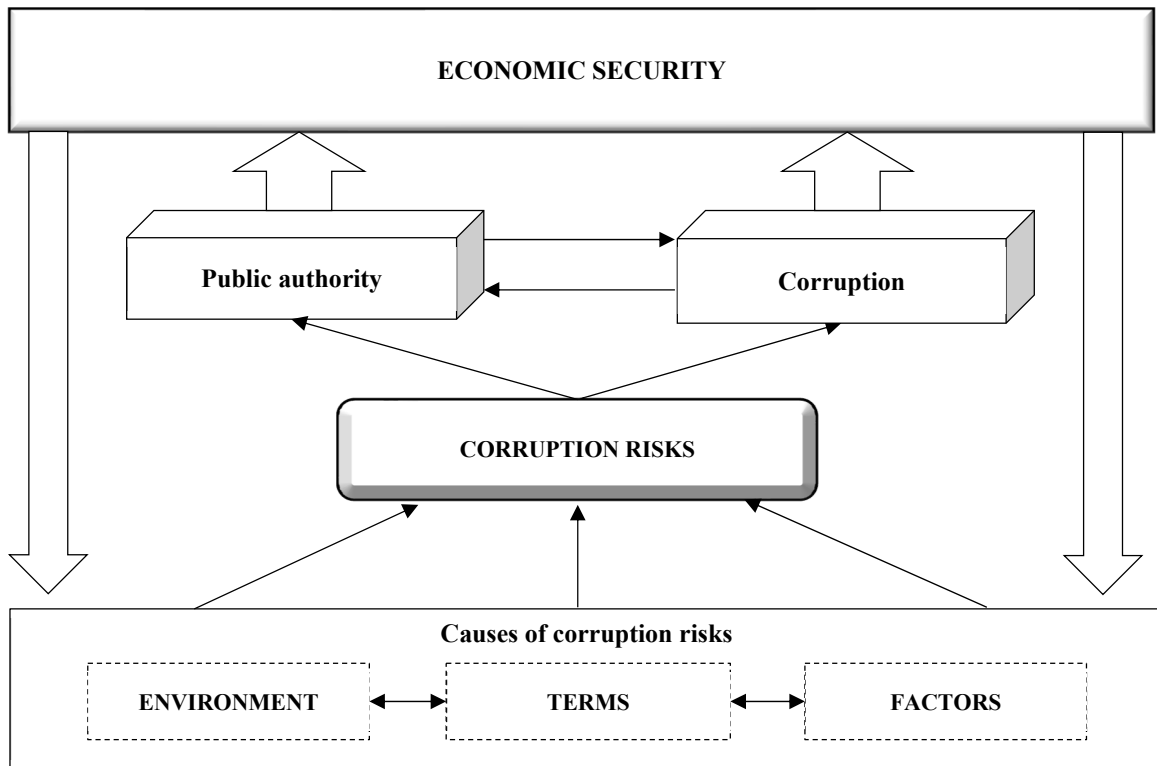 ECONOMIC SECURITY
Public authority
Corruption
CORRUPTION RISKS
Causes of corruption risks
ENVIRONMENT
TERMS
FACTORS